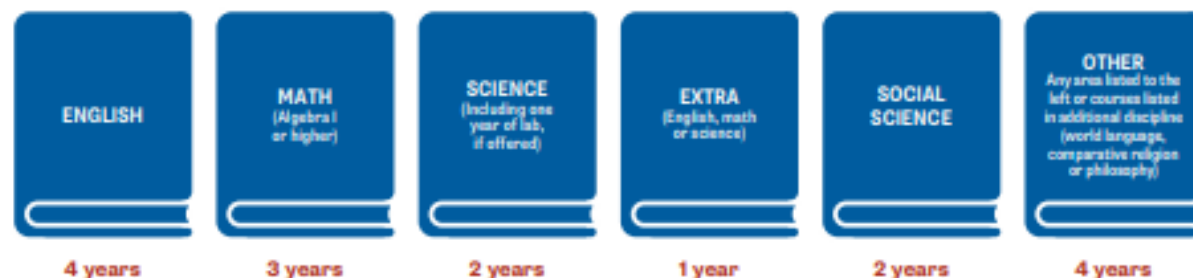 ENGLISH
4 years
MATH
(Algebra I
or higher)
3 years
SCIENCE
(Including one
year of lab,
if offered)
2 years
EXTRA
(English, math
or science)
1 year
SOCIAL
SCIENCE
2 years
OTHER
Any area listed to the
left or courses listed
in additional discipline
(world language,
comparative religion
or philosophy)
4 years